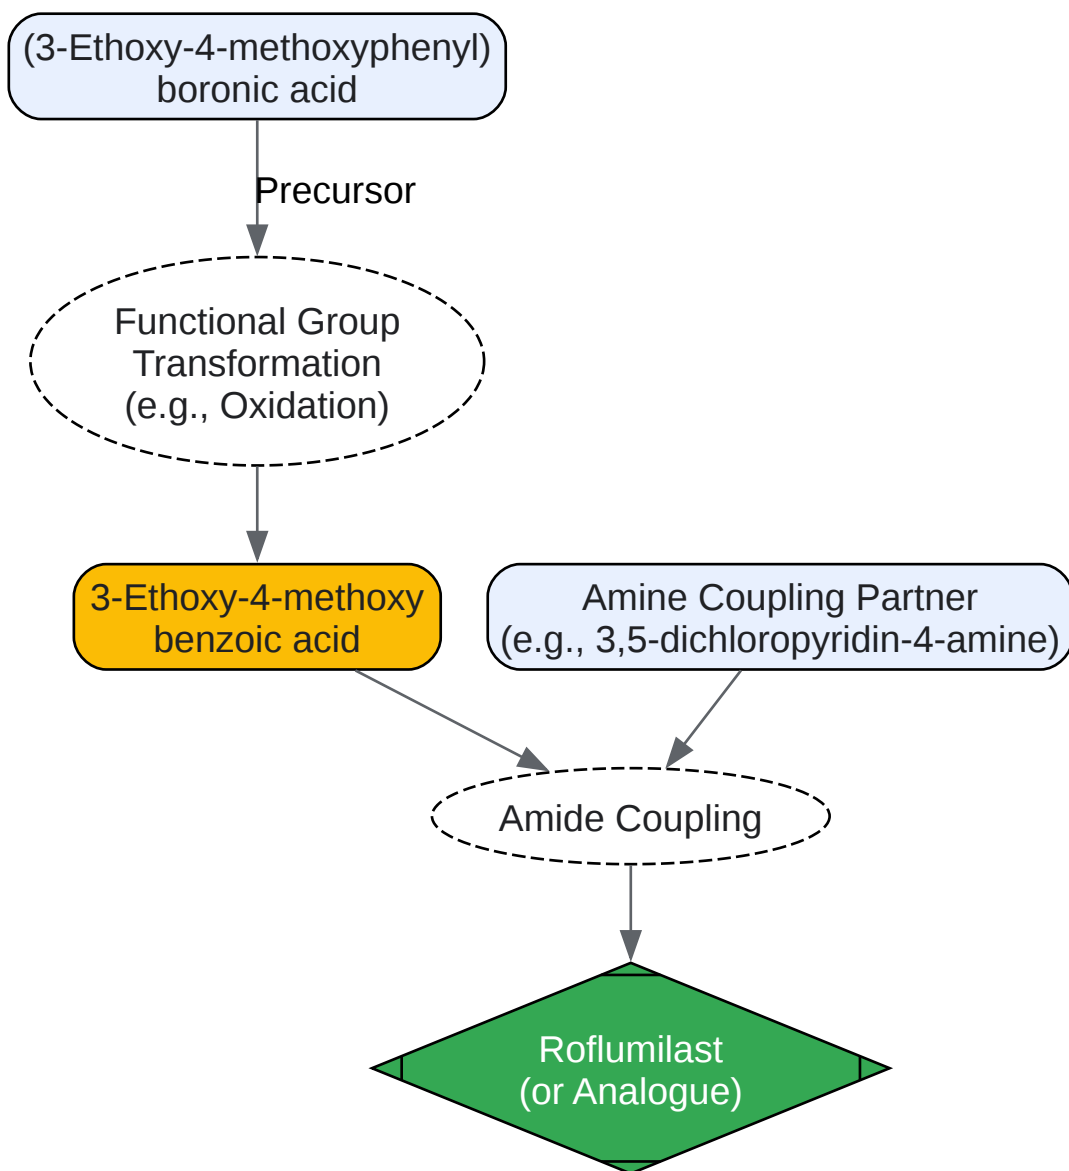 (3-Ethoxy-4-methoxyphenyl)
boronic acid
Precursor
Functional Group
Transformation
(e.g., Oxidation)
3-Ethoxy-4-methoxy
benzoic acid
Amine Coupling Partner
(e.g., 3,5-dichloropyridin-4-amine)
Amide Coupling
Roflumilast
(or Analogue)